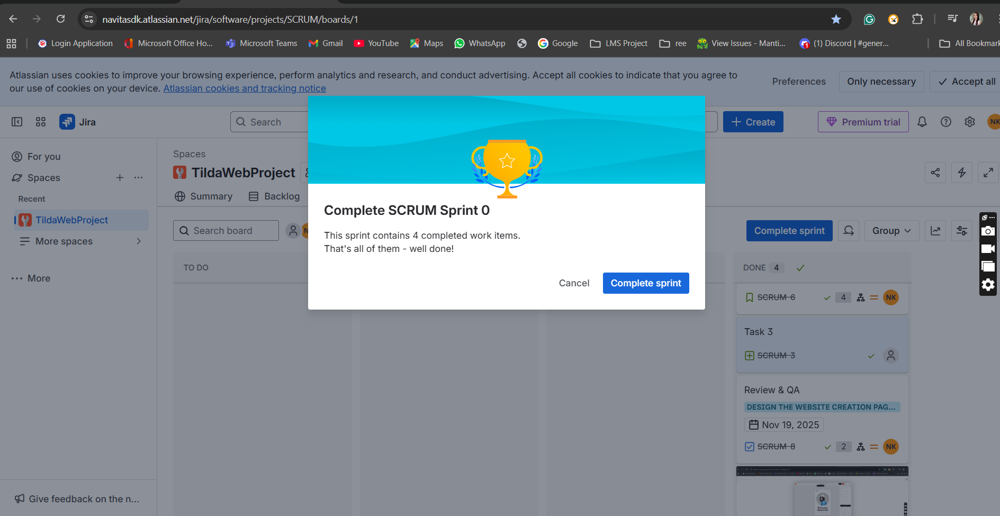 navitasdk.atlassian.net/jira/software/projects/SCRUM/boards/1
Login Application
Microsoft Office Ho...
Microsoft Teams
Gmail
YouTube
Maps
WhatsApp
Google
LMS Project
ree
View Issues - Manti...
(1) Discord | #gener...
All Bookmark
Atlassian uses cookies to improve your browsing experience, perform analytics and research, and conduct advertising. Accept all cookies to indicate that you agree to
our use of cookies on your device. Atlassian cookies and tracking notice
Preferences
Only necessary
Accept all
Jira
Search
Create
Premium trial
NK
For you
Spaces
Recent
TildaWebProject
More spaces
More
Give feedback on the n...
Spaces
TildaWebProject
Summary
Backlog
Search board
N
Complete sprint
Group
TO DO
DONE 4
SCRUM-6
4
NK
Task 3
SCRUM-3
Review & QA
DESIGN THE WEBSITE CREATION PAG...
Nov 19, 2025
SCRUM-8
2
NK
Complete SCRUM Sprint 0
This sprint contains 4 completed work items.
That's all of them - well done!
Cancel
Complete sprint